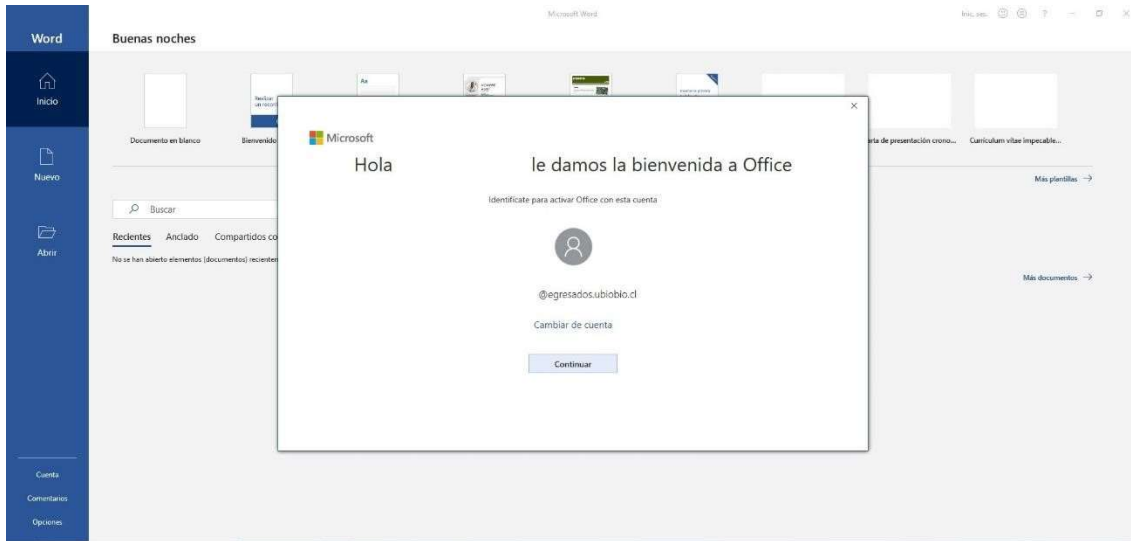 Microsoft Word
Inic. ses.
?
Word
Buenas noches
Inicio
Nuevo
Abrir
Aa
Documento en blanco
Bienvenido
arta de presentación crono...
Currículum vitae impecable...
Más plantillas
Buscar
Recientes Anclado Compartidos co
No se han abierto elementos (documentos) recientem
Más documentos
Microsoft
Hola le damos la bienvenida a Office
Identifícate para activar Office con esta cuenta
@egresados.ubiobio.cl
Cambiar de cuenta
Continuar
Cuenta
Comentarios
Opciones